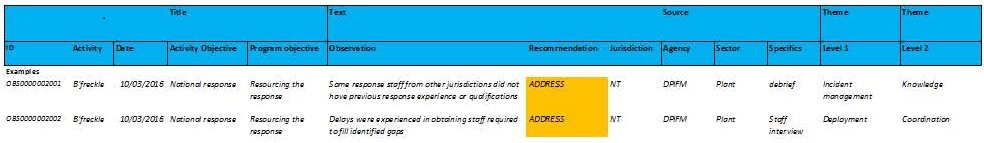 Title Text Source Theme Theme
ID Activity Date Activity Objective Program objective Observation Recommendation Jurisdiction Agency Sector Specifics Level 1 Level 2
Examples
OBS0000002001 B'freckle 10/03/2016 National response Resourcing the Some response staff from other jurisdictions did not ADDRESS NT DPIFM Plant debrief Incident Knowledge
response have previous response experience or qualifications management
OBS0000002002 B'freckle 10/03/2016 National response Resourcing the Delays were experienced in obtaining staff required ADDRESS NT DPIFM Plant Staff Deployment Coordination
response to fill identified gaps interview